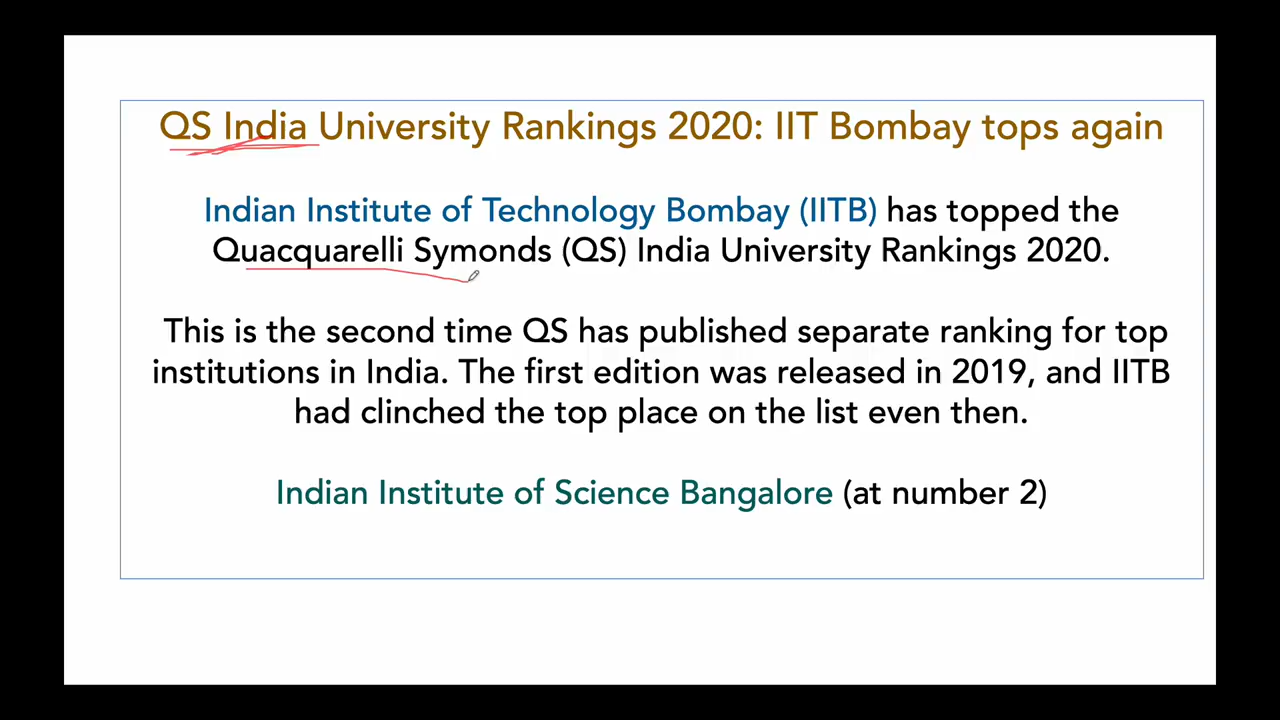 QS India University Rankings 2020: IIT Bombay tops again
Indian Institute of Technology Bombay (IITB) has topped the
Quacquarelli Symonds (QS) India University Rankings 2020.
This is the second time QS has published separate ranking for top
institutions in India. The first edition was released in 2019, and IITB
had clinched the top place on the list even then.
Indian Institute of Science Bangalore (at number 2)